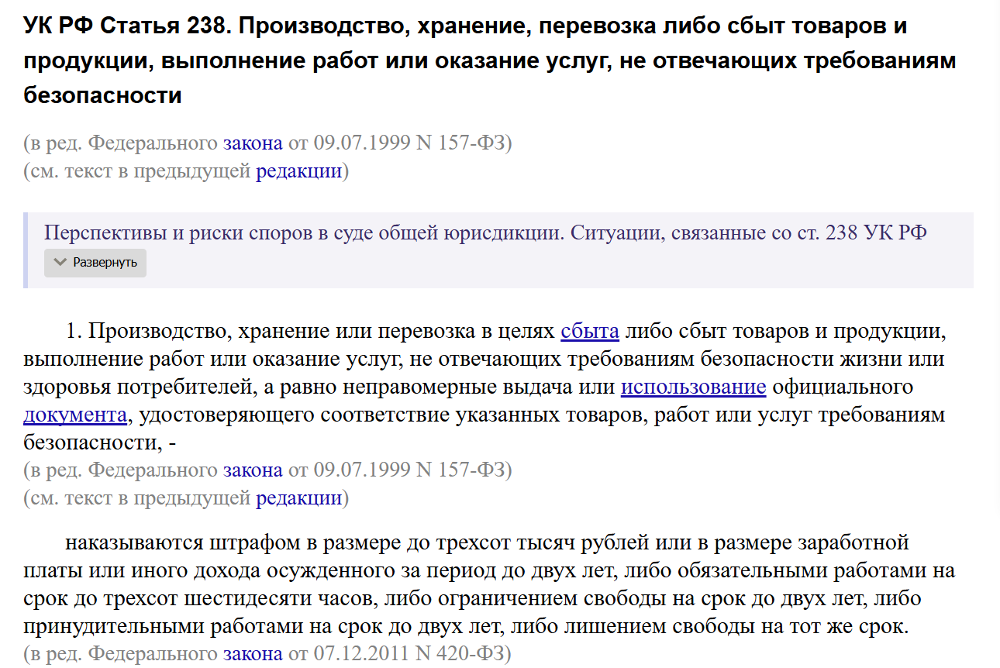 УК РФ Статья 238. Производство, хранение, перевозка либо сбыт товаров и
продукции, выполнение работ или оказание услуг, не отвечающих требованиям
безопасности
(в ред. Федерального закона от 09.07.1999 N 157-ФЗ)
(см. текст в предыдущей редакции)
Перспективы и риски споров в суде общей юрисдикции. Ситуации, связанные со ст. 238 УК РФ
Развернуть
1. Производство, хранение или перевозка в целях сбыта либо сбыт товаров и продукции,
выполнение работ или оказание услуг, не отвечающих требованиям безопасности жизни или
здоровья потребителей, а равно неправомерные выдача или использование официального
документа, удостоверяющего соответствие указанных товаров, работ или услуг требованиям
безопасности, -
(в ред. Федерального закона от 09.07.1999 N 157-ФЗ)
(см. текст в предыдущей редакции)
наказываются штрафом в размере до трехсот тысяч рублей или в размере заработной
платы или иного дохода осужденного за период до двух лет, либо обязательными работами на
срок до трехсот шестидесяти часов, либо ограничением свободы на срок до двух лет, либо
принудительными работами на срок до двух лет, либо лишением свободы на тот же срок.
(в ред. Федерального закона от 07.12.2011 N 420-ФЗ)